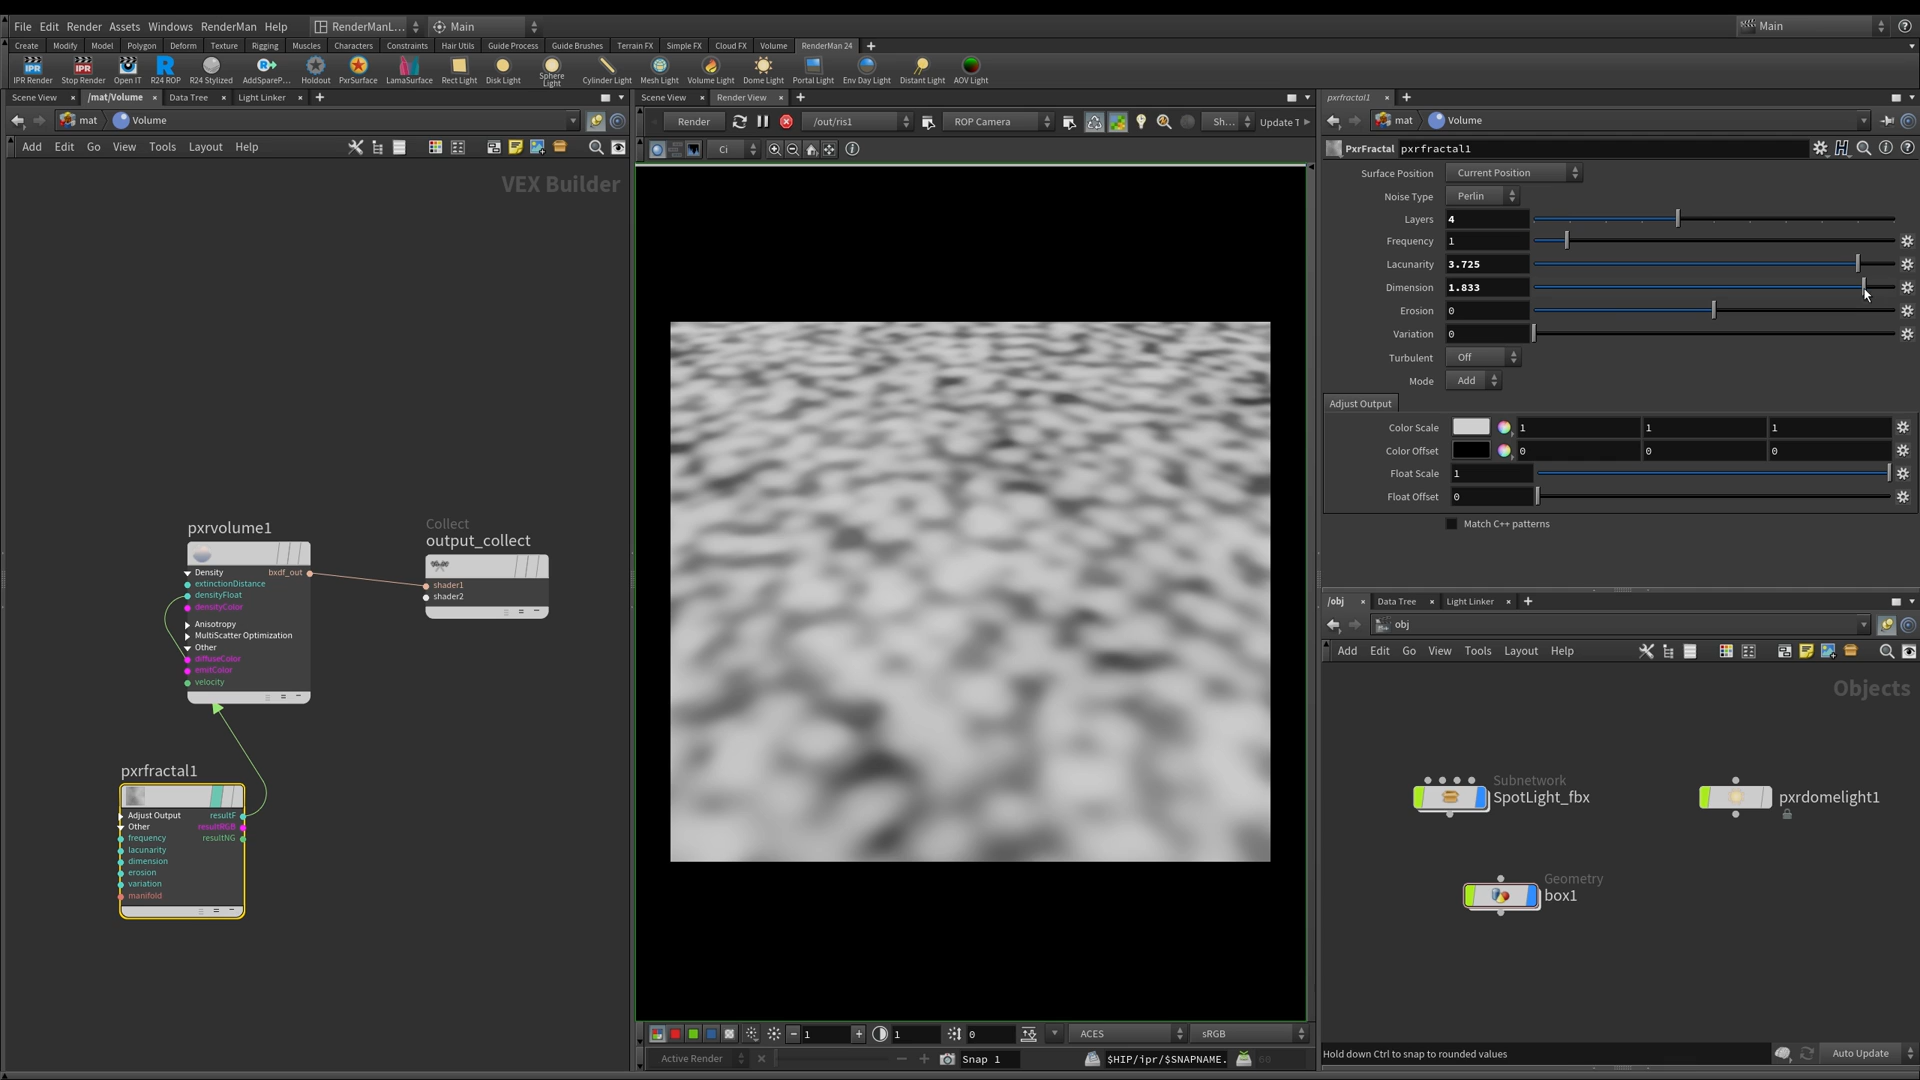 File Edit Render Assets Windows RenderMan Help RenderManL... Main Main
Create Modify Model Polygon Deform Texture Rigging Muscles Characters Constraints Hair Utils Guide Process Guide Brushes Terrain FX Simple FX Cloud FX Volume RenderMan 24
IPR IPR
IPR Render Stop Render Open IT R24 ROP R24 Stylized AddSpareP... Holdout PxrSurface LamaSurface Rect Light Disk Light Sphere Light Cylinder Light Mesh Light Volume Light Dome Light Portal Light Env Day Light Distant Light AOV Light
Scene View /mat/Volume Data Tree Light Linker
mat Volume
Add Edit Go View Tools Layout Help
VEX Builder
pxrvolume1
Density bxdf_out
extinctionDistance
densityFloat
densityColor
Anisotropy
MultiScatter Optimization
Other
diffuseColor
emitColor
velocity
Collect
output_collect
shader1
shader2
pxrfractal1
Adjust Output resultF
Other resultRGB
frequency resultNG
lacunarity
dimension
erosion
variation
manifold
Scene View Render View
Render /out/ris1 ROP Camera Sh... Update T
Ci
1 1 0 ACES sRGB
Active Render Snap 1 $HIP/ipr/$SNAPNAME. 60
pxrfractal1
mat Volume
PxrFractal pxrfractal1
Surface Position Current Position
Noise Type Perlin
Layers 4
Frequency 1
Lacunarity 3.725
Dimension 1.833
Erosion 0
Variation 0
Turbulent Off
Mode Add
Adjust Output
Color Scale 1 1 1
Color Offset 0 0 0
Float Scale 1
Float Offset 0
Match C++ patterns
/obj Data Tree Light Linker
obj
Add Edit Go View Tools Layout Help
Objects
Subnetwork
SpotLight_fbx
pxrdomelight1
Geometry
box1
Hold down Ctrl to snap to rounded values Auto Update